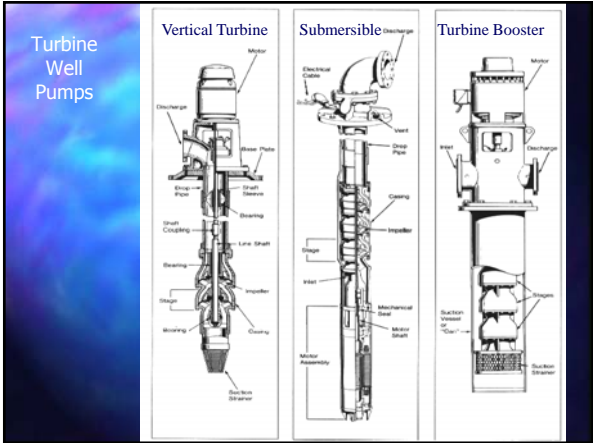 Turbine
Well
Pumps
Vertical Turbine
Motor
Discharge
Base Plate
Drop
Pipe
Shaft
Sleeve
Bearing
Shaft
Coupling
Line Shaft
Bearing
Impeller
Stage
Bearing
Casing
Suction
Strainer
Submersible
Discharge
Electrical
Cable
Vent
Drop
Pipe
Casing
Impeller
Stage
Inlet
Mechanical
Seal
Motor
Shaft
Motor
Assembly
Turbine Booster
Motor
Inlet
Discharge
Stages
Suction
Vessel
or
"Can"
Suction
Strainer